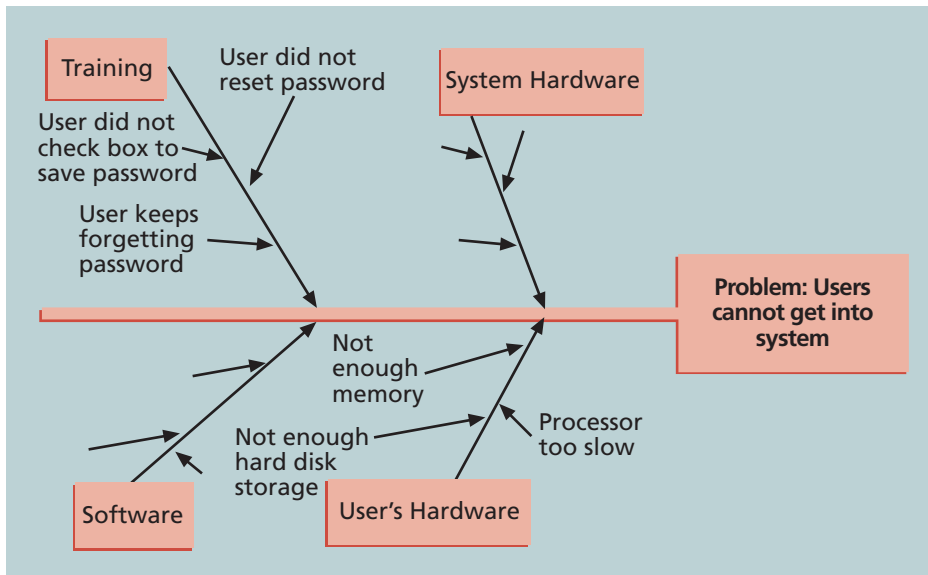 Training
User did not
reset password
System Hardware
User did not
check box to
save password
User keeps
forgetting
password
Problem: Users
cannot get into
system
Not
enough
memory
Not enough
hard disk
storage
Processor
too slow
Software
User's Hardware